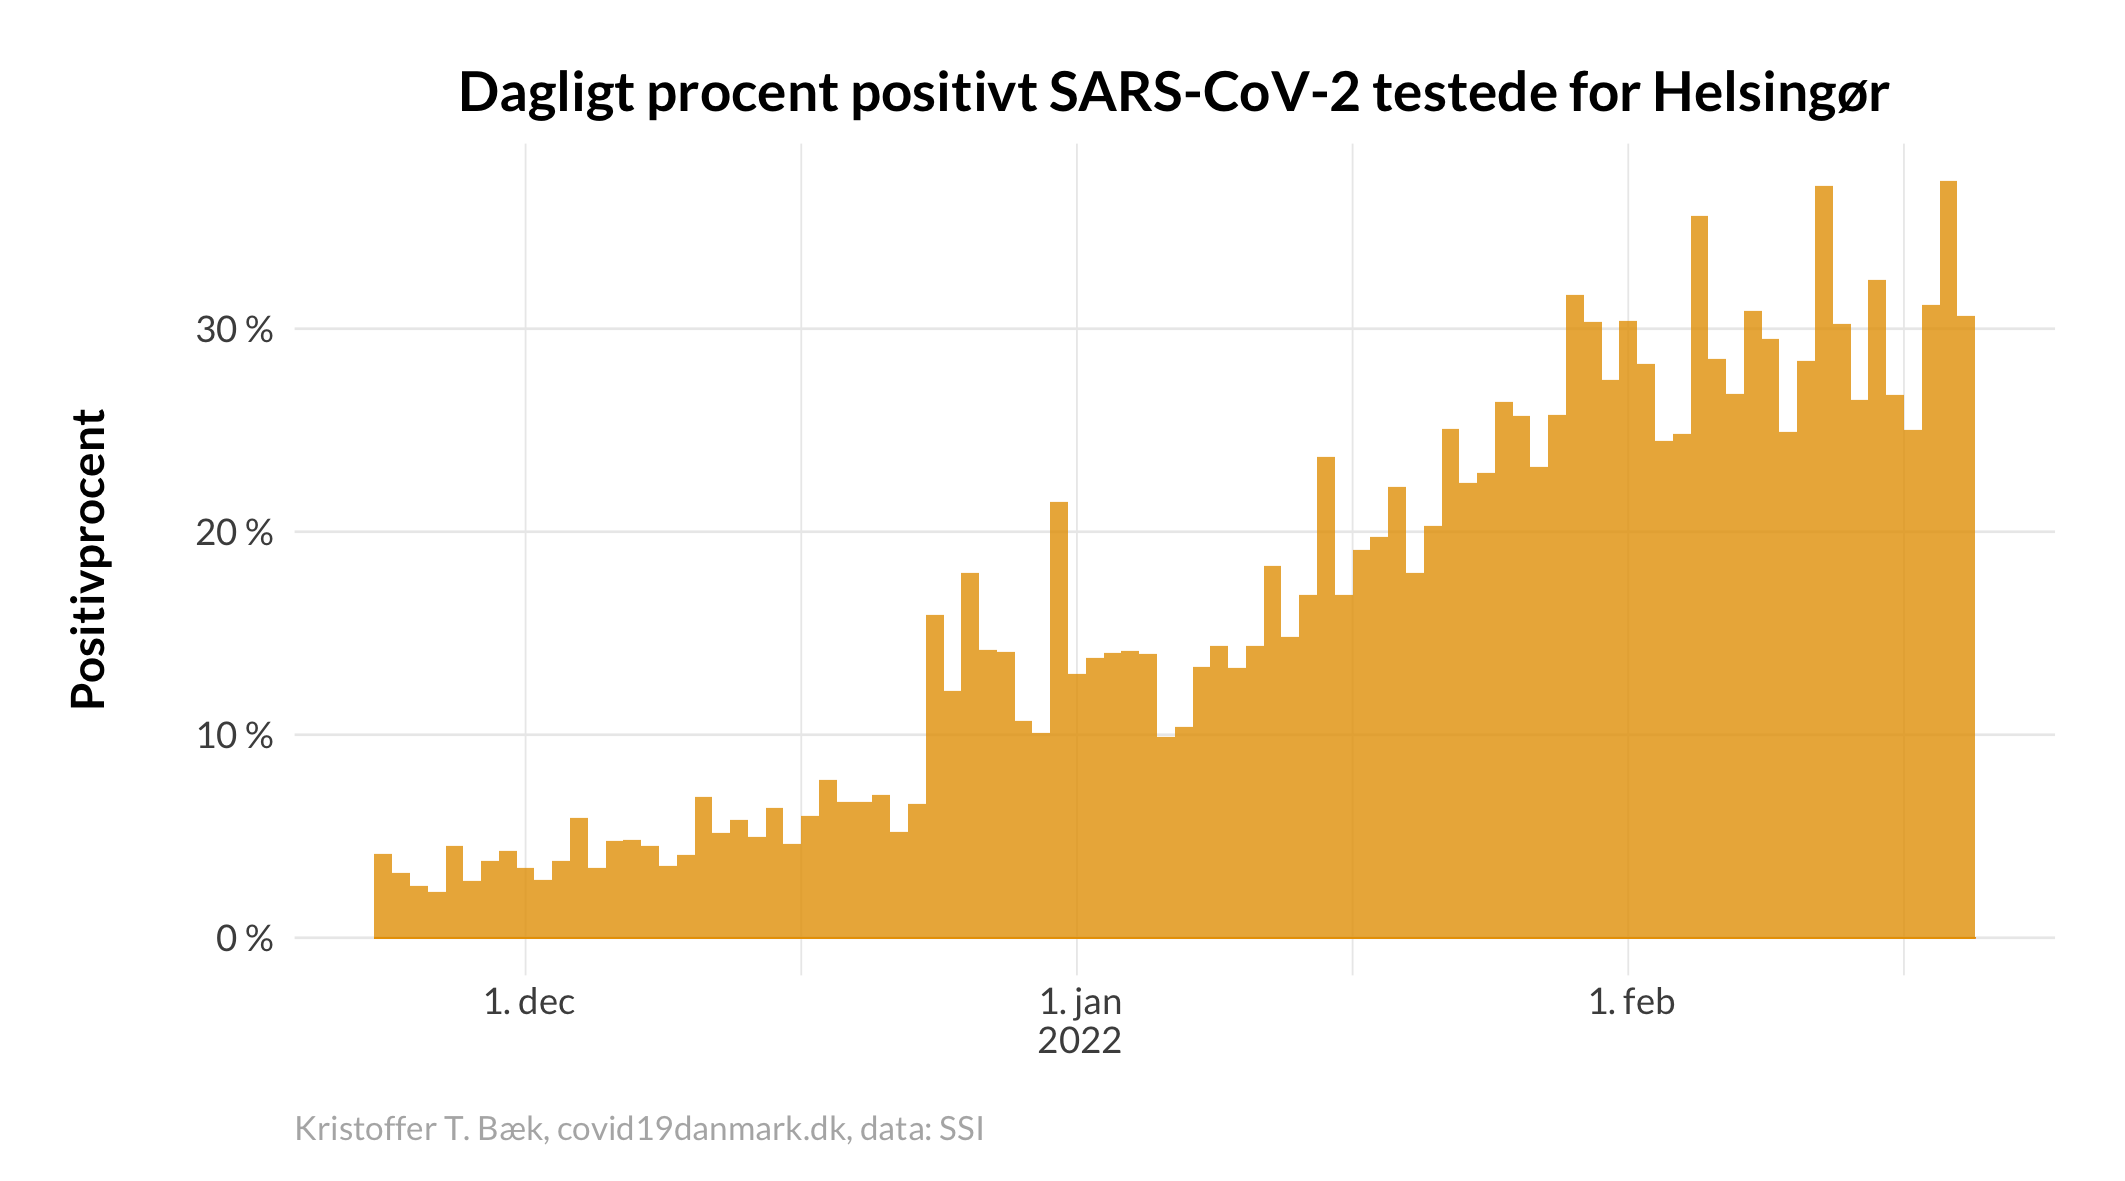 Dagligt procent positivt SARS-CoV-2 testede for Helsingør
Positivprocent
30 %
20 %
10 %
0 %
1. dec
1. jan
2022
1. feb
Kristoffer T. Bæk, covid19danmark.dk, data: SSI